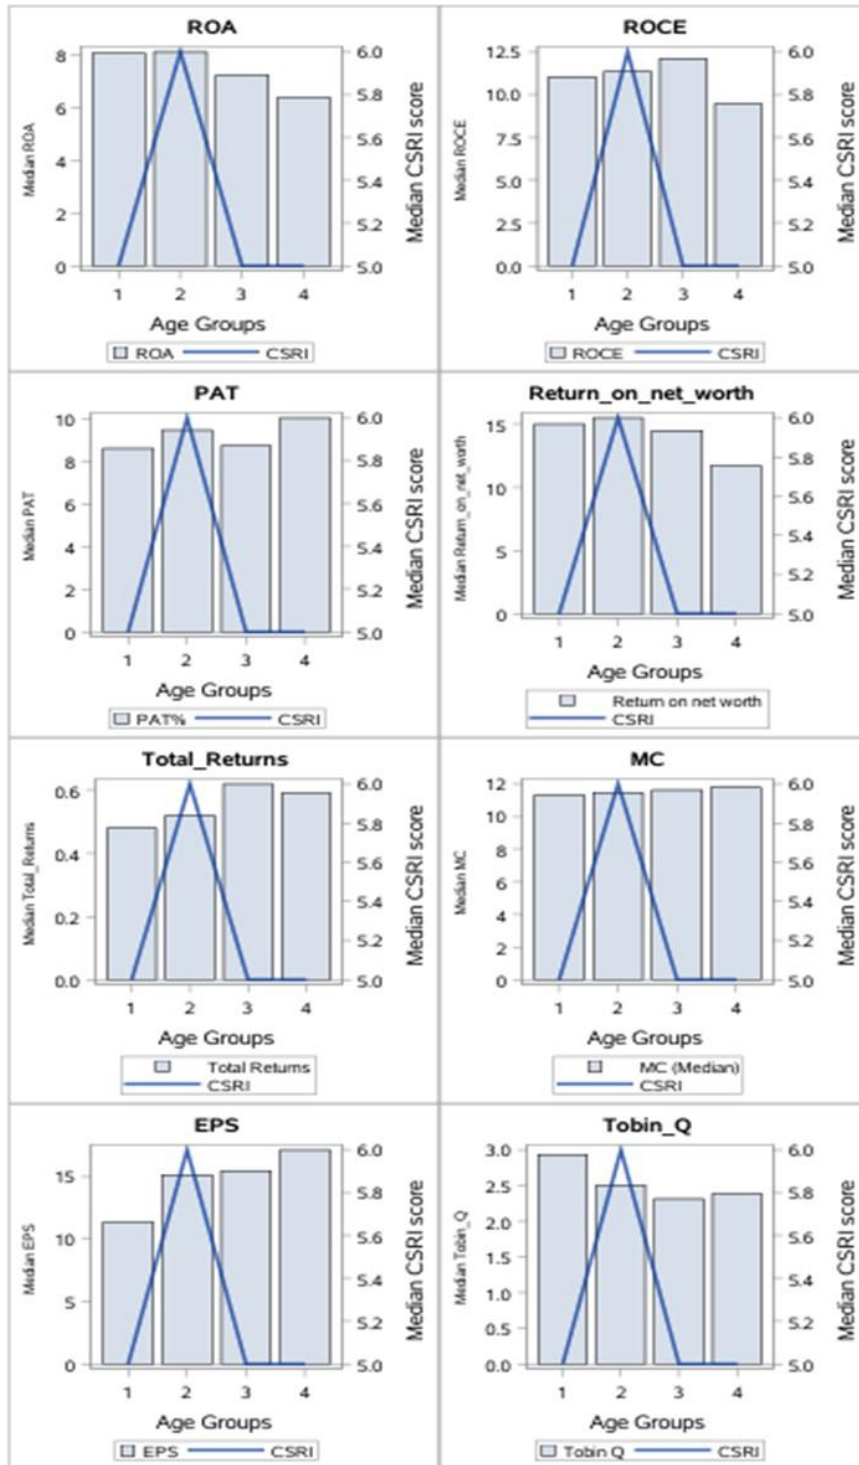 ROA
8
6
4
2
0
Median ROA
6.0
5.8
5.6
5.4
5.2
5.0
Median CSRI score
1 2 3 4
Age Groups
ROA CSRI
ROCE
12.5
10.0
7.5
5.0
2.5
0.0
Median ROCE
6.0
5.8
5.6
5.4
5.2
5.0
Median CSRI score
1 2 3 4
Age Groups
ROCE CSRI
PAT
10
8
6
4
2
0
Median PAT
6.0
5.8
5.6
5.4
5.2
5.0
Median CSRI score
1 2 3 4
Age Groups
PAT% CSRI
Return_on_net_worth
15
10
5
0
Median Return_on_net_worth
6.0
5.8
5.6
5.4
5.2
5.0
Median CSRI score
1 2 3 4
Age Groups
Return on net worth
CSRI
Total_Returns
0.6
0.4
0.2
0.0
Median Total_Returns
6.0
5.8
5.6
5.4
5.2
5.0
Median CSRI score
1 2 3 4
Age Groups
Total Returns
CSRI
MC
12
10
8
6
4
2
0
Median MC
6.0
5.8
5.6
5.4
5.2
5.0
Median CSRI score
1 2 3 4
Age Groups
MC (Median)
CSRI
EPS
15
10
5
0
Median EPS
6.0
5.8
5.6
5.4
5.2
5.0
Median CSRI score
1 2 3 4
Age Groups
EPS CSRI
Tobin_Q
3.0
2.5
2.0
1.5
1.0
0.5
0.0
Median Tobin_Q
6.0
5.8
5.6
5.4
5.2
5.0
Median CSRI score
1 2 3 4
Age Groups
Tobin Q CSRI